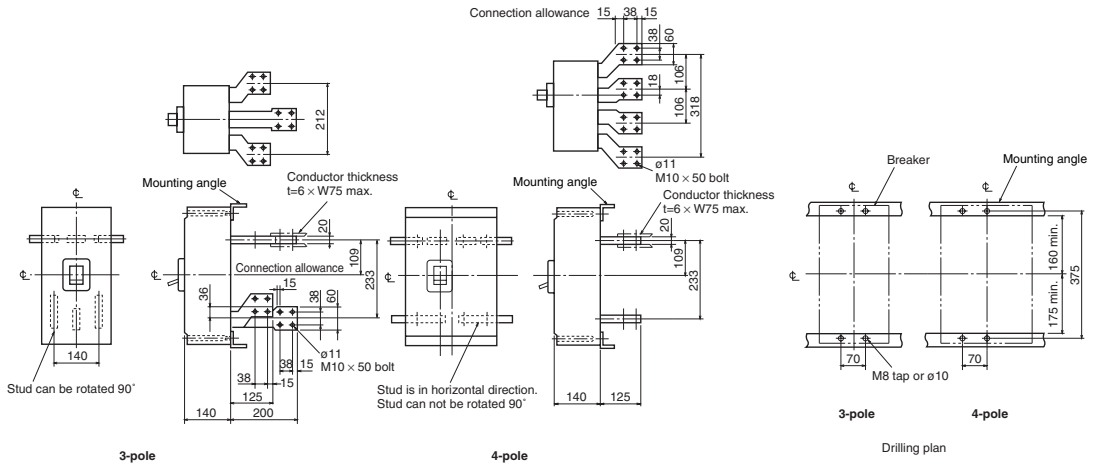 Connection allowance
15 38 15
38
60
18
106
106
318
212
ø11
M10 × 50 bolt
Conductor thickness
t=6 × W75 max.
Mounting angle
℄
℄
20
109
233
Connection allowance
15
36
38
60
ø11
M10 × 50 bolt
38 15
38 15
125
140 200
140
Stud can be rotated 90˚
3-pole
Mounting angle
Conductor thickness
t=6 × W75 max.
℄
℄
℄
20
109
233
Stud is in horizontal direction.
Stud can not be rotated 90˚
140 125
4-pole
Breaker
Mounting angle
℄
℄
℄
160 min.
175 min.
375
70
70
M8 tap or ø10
3-pole
4-pole
Drilling plan